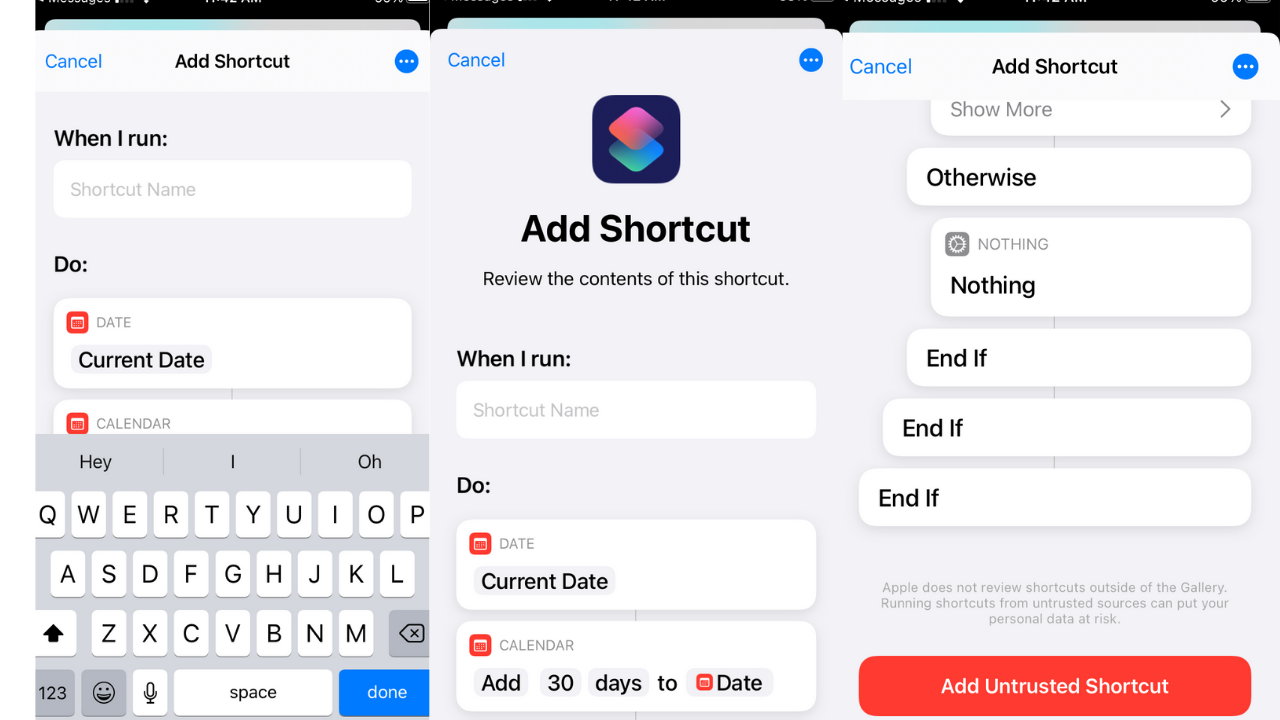 Cancel
Add Shortcut
When I run:
Shortcut Name
Do:
DATE
Current Date
CALENDAR
Hey
I
Oh
Q W E R T Y U I O P
A S D F G H J K L
Z X C V B N M
123
space
done
Cancel
Add Shortcut
Review the contents of this shortcut.
When I run:
Shortcut Name
Do:
DATE
Current Date
CALENDAR
Add 30 days to Date
Cancel
Add Shortcut
Show More
Otherwise
NOTHING
Nothing
End If
End If
End If
Apple does not review shortcuts outside of the Gallery.
Running shortcuts from untrusted sources can put your
personal data at risk.
Add Untrusted Shortcut